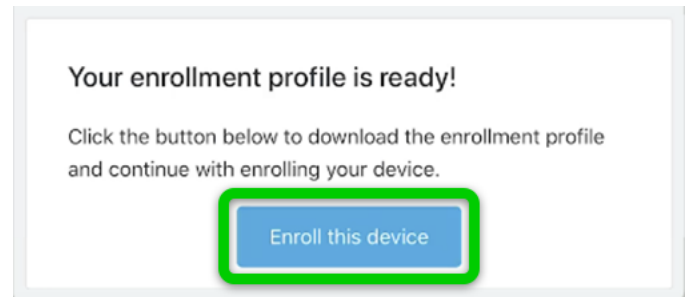 Your enrollment profile is ready!
Click the button below to download the enrollment profile
and continue with enrolling your device.
Enroll this device